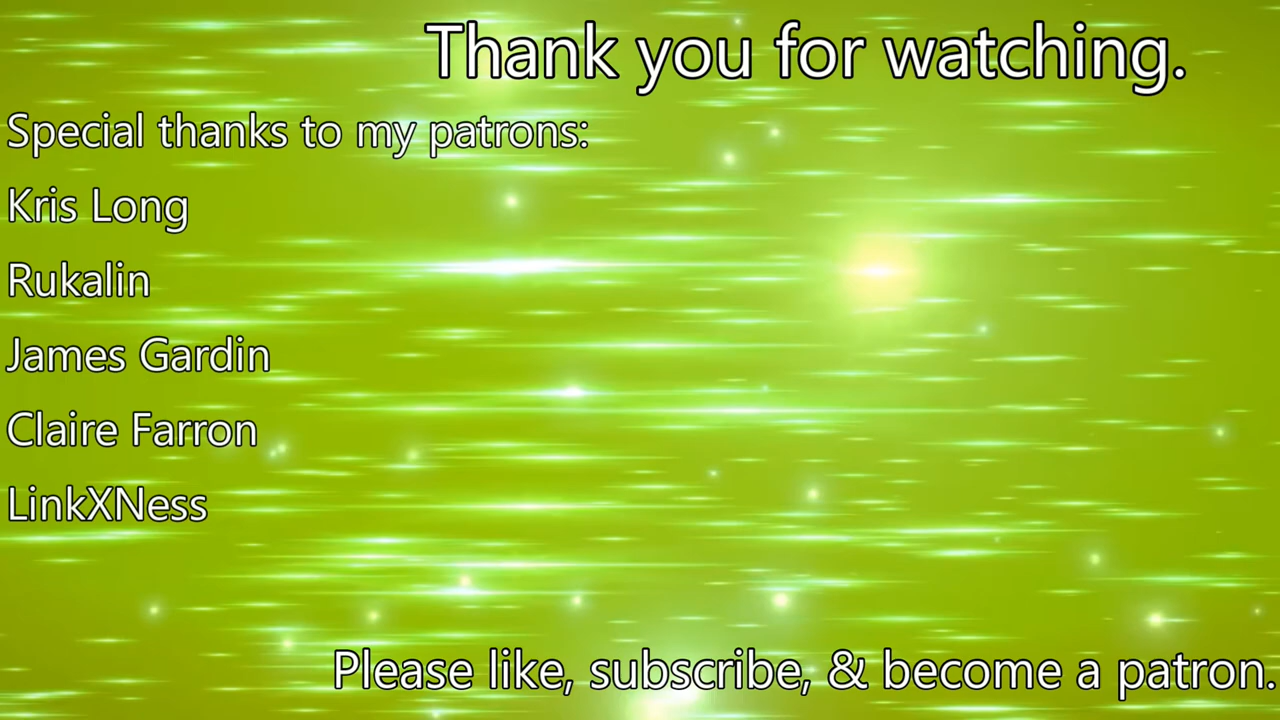 Thank you for watching.
Special thanks to my patrons:
Kris Long
Rukalin
James Gardin
Claire Farron
LinkXNess
Please like, subscribe, & become a patron.